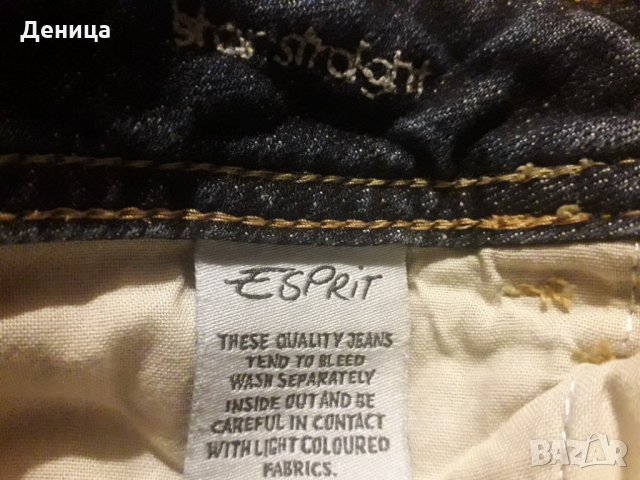 Деница
star straight
ESPRIT
THESE QUALITY JEANS
TEND TO BLEED
WASH SEPARATELY
INSIDE OUT AND BE
CAREFUL IN CONTACT
WITH LIGHT COLOURED
FABRICS.
BAZAR